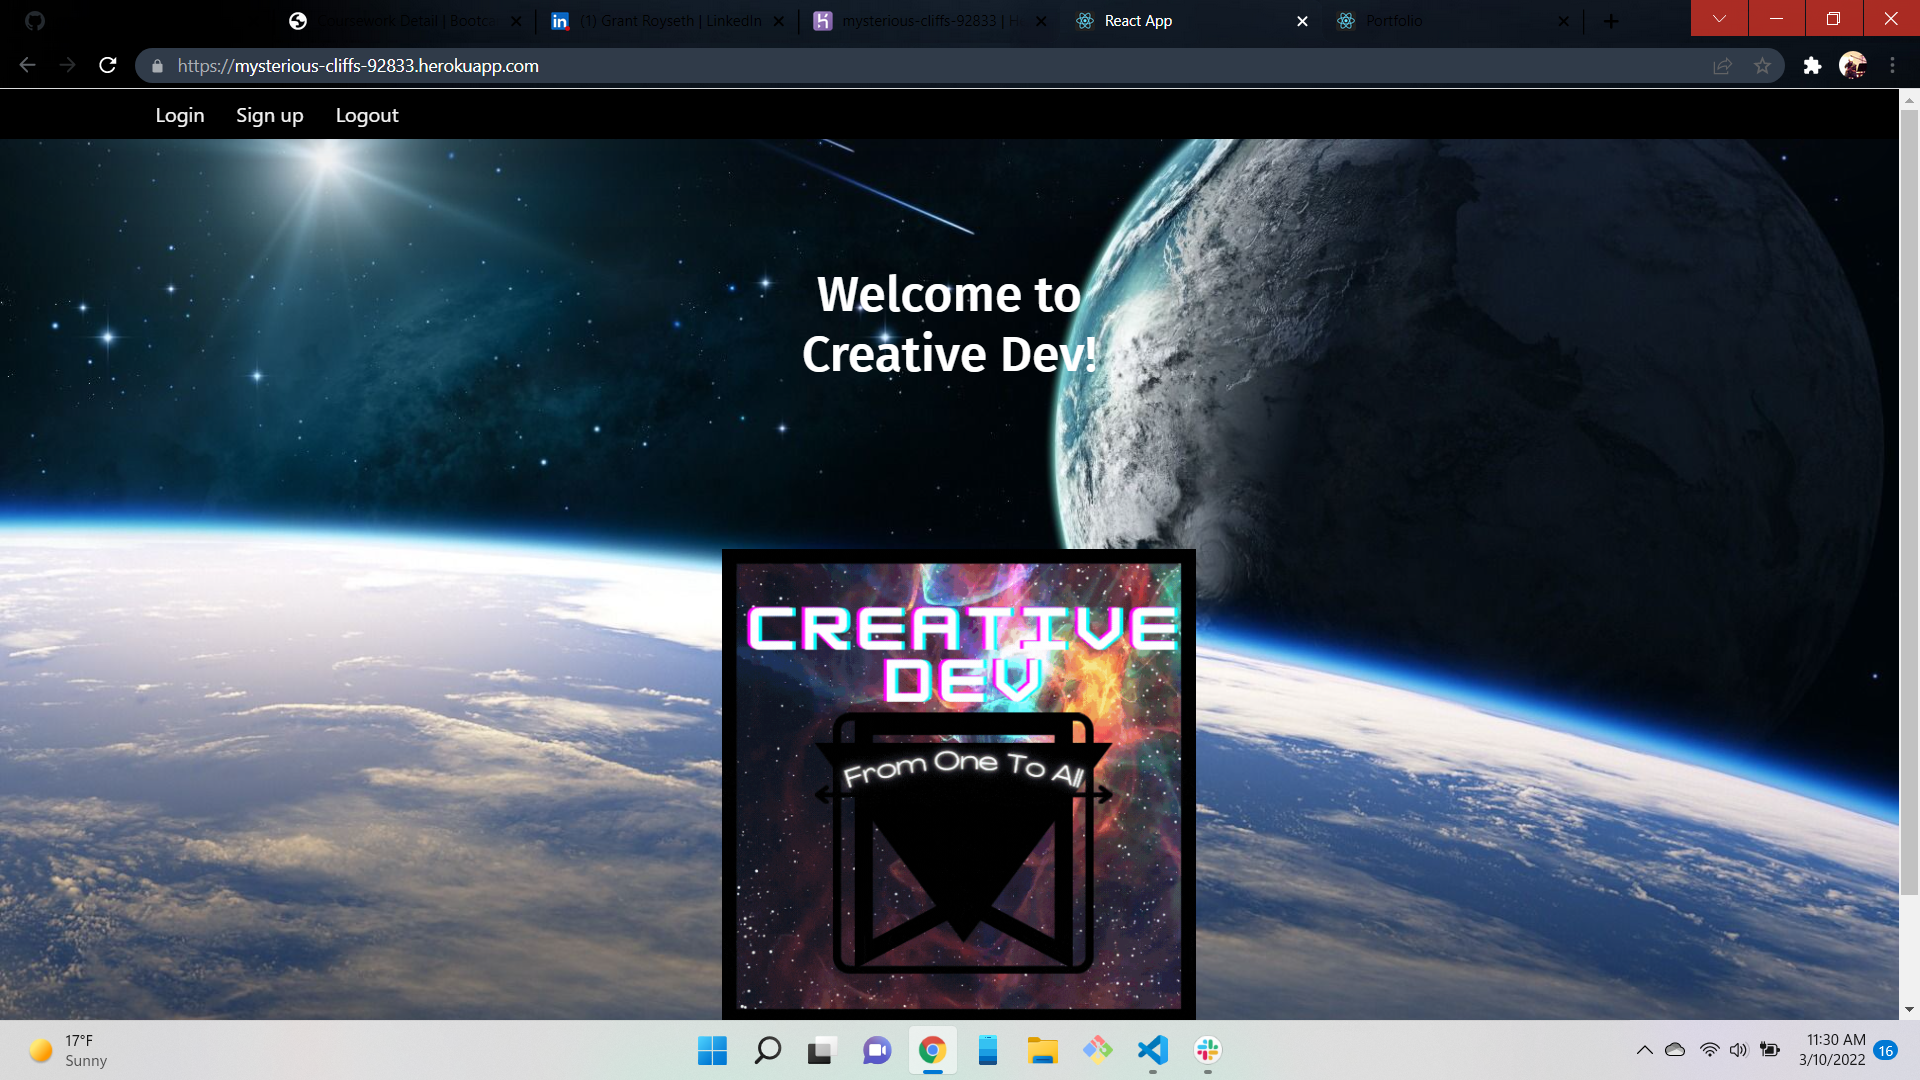 Coursework Detail | Bootc
(1) Grant Royseth | LinkedIn
mysterious-cliffs-92833 | H
React App
Portfolio
https://mysterious-cliffs-92833.herokuapp.com
Login Sign up Logout
Welcome to
Creative Dev!
CREATIVE
DEV
From One To All
17°F
Sunny
11:30 AM
3/10/2022
16